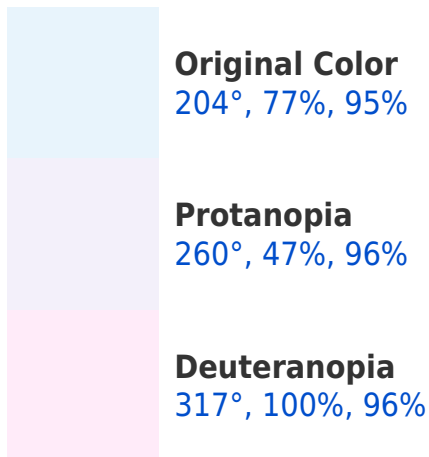 Original Color
204°, 77%, 95%
Protanopia
260°, 47%, 96%
Deuteranopia
317°, 100%, 96%